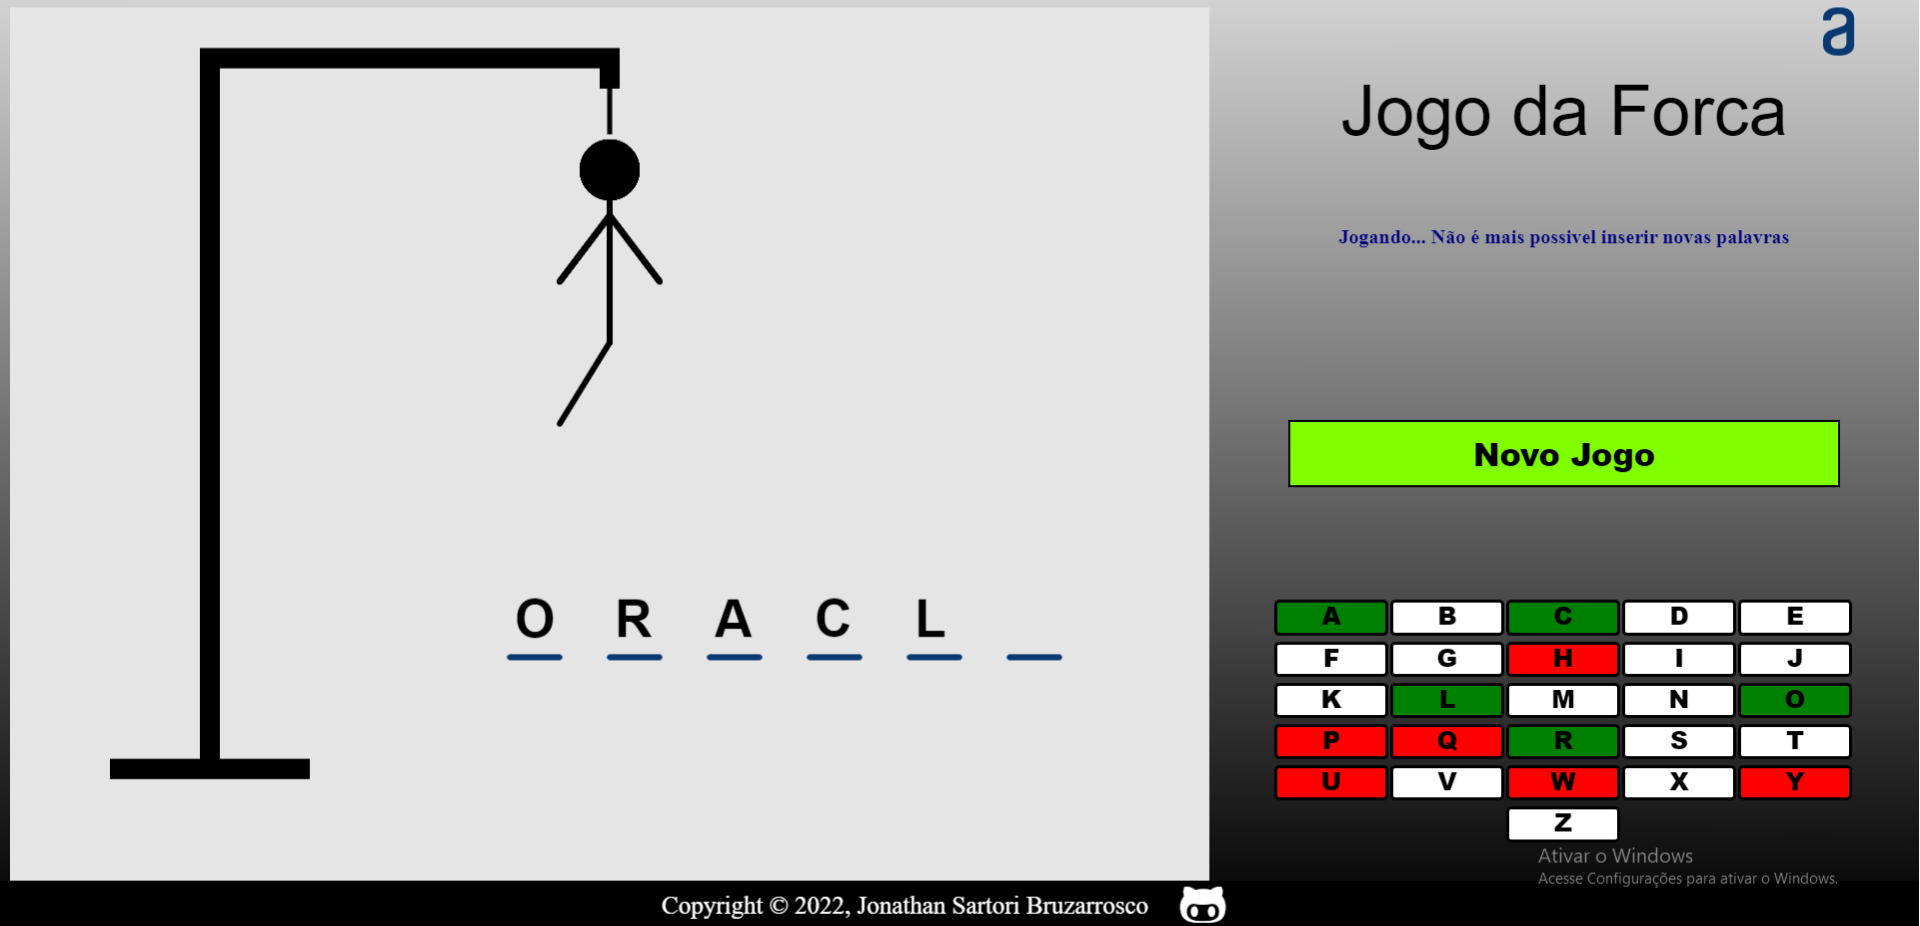 a
Jogo da Forca
Jogando... Não é mais possivel inserir novas palavras
Novo Jogo
O R A C L
A B C D E
F G H I J
K L M N O
P Q R S T
U V W X Y
Z
Ativar o Windows
Acesse Configurações para ativar o Windows.
Copyright © 2022, Jonathan Sartori Bruzarrosco